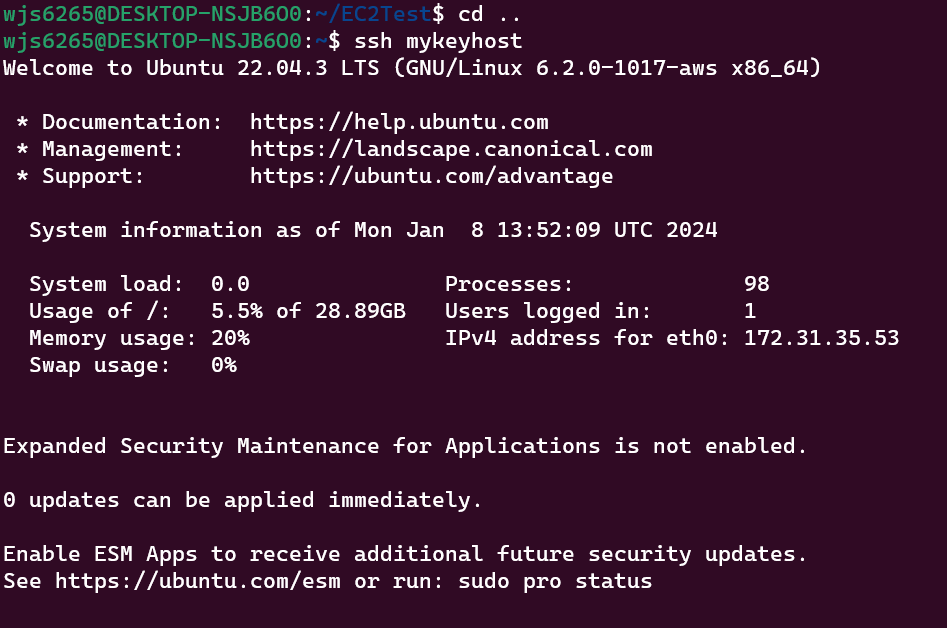 wjs6265@DESKTOP-NSJB6O0:~/EC2Test$ cd ..
wjs6265@DESKTOP-NSJB6O0:~$ ssh mykeyhost
Welcome to Ubuntu 22.04.3 LTS (GNU/Linux 6.2.0-1017-aws x86_64)

 * Documentation:  https://help.ubuntu.com
 * Management:     https://landscape.canonical.com
 * Support:        https://ubuntu.com/advantage

  System information as of Mon Jan  8 13:52:09 UTC 2024

  System load:  0.0               Processes:             98
  Usage of /:   5.5% of 28.89GB   Users logged in:       1
  Memory usage: 20%               IPv4 address for eth0: 172.31.35.53
  Swap usage:   0%


Expanded Security Maintenance for Applications is not enabled.

0 updates can be applied immediately.

Enable ESM Apps to receive additional future security updates.
See https://ubuntu.com/esm or run: sudo pro status